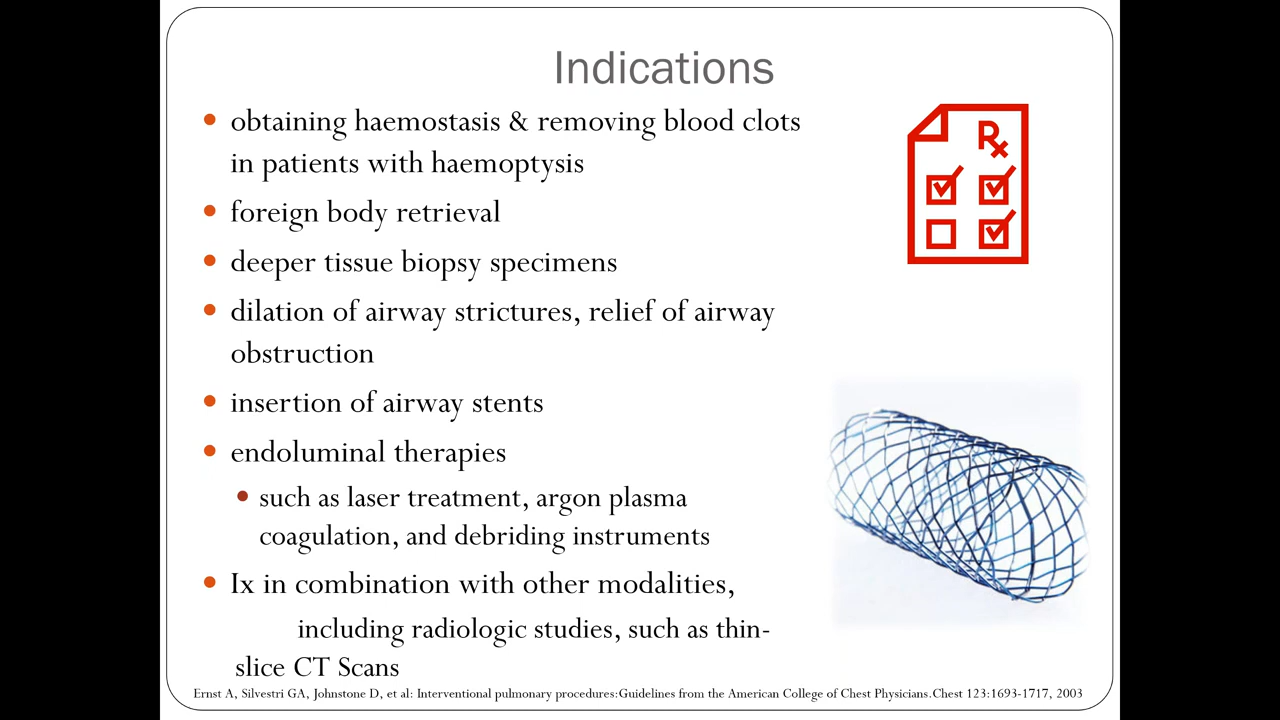 Indications
• obtaining haemostasis & removing blood clots
in patients with haemoptysis
• foreign body retrieval
• deeper tissue biopsy specimens
• dilation of airway strictures, relief of airway
obstruction
• insertion of airway stents
• endoluminal therapies
• such as laser treatment, argon plasma
coagulation, and debriding instruments
• Ix in combination with other modalities,
including radiologic studies, such as thin-
slice CT Scans
Rx
Ernst A, Silvestri GA, Johnstone D, et al: Interventional pulmonary procedures:Guidelines from the American College of Chest Physicians.Chest 123:1693-1717, 2003